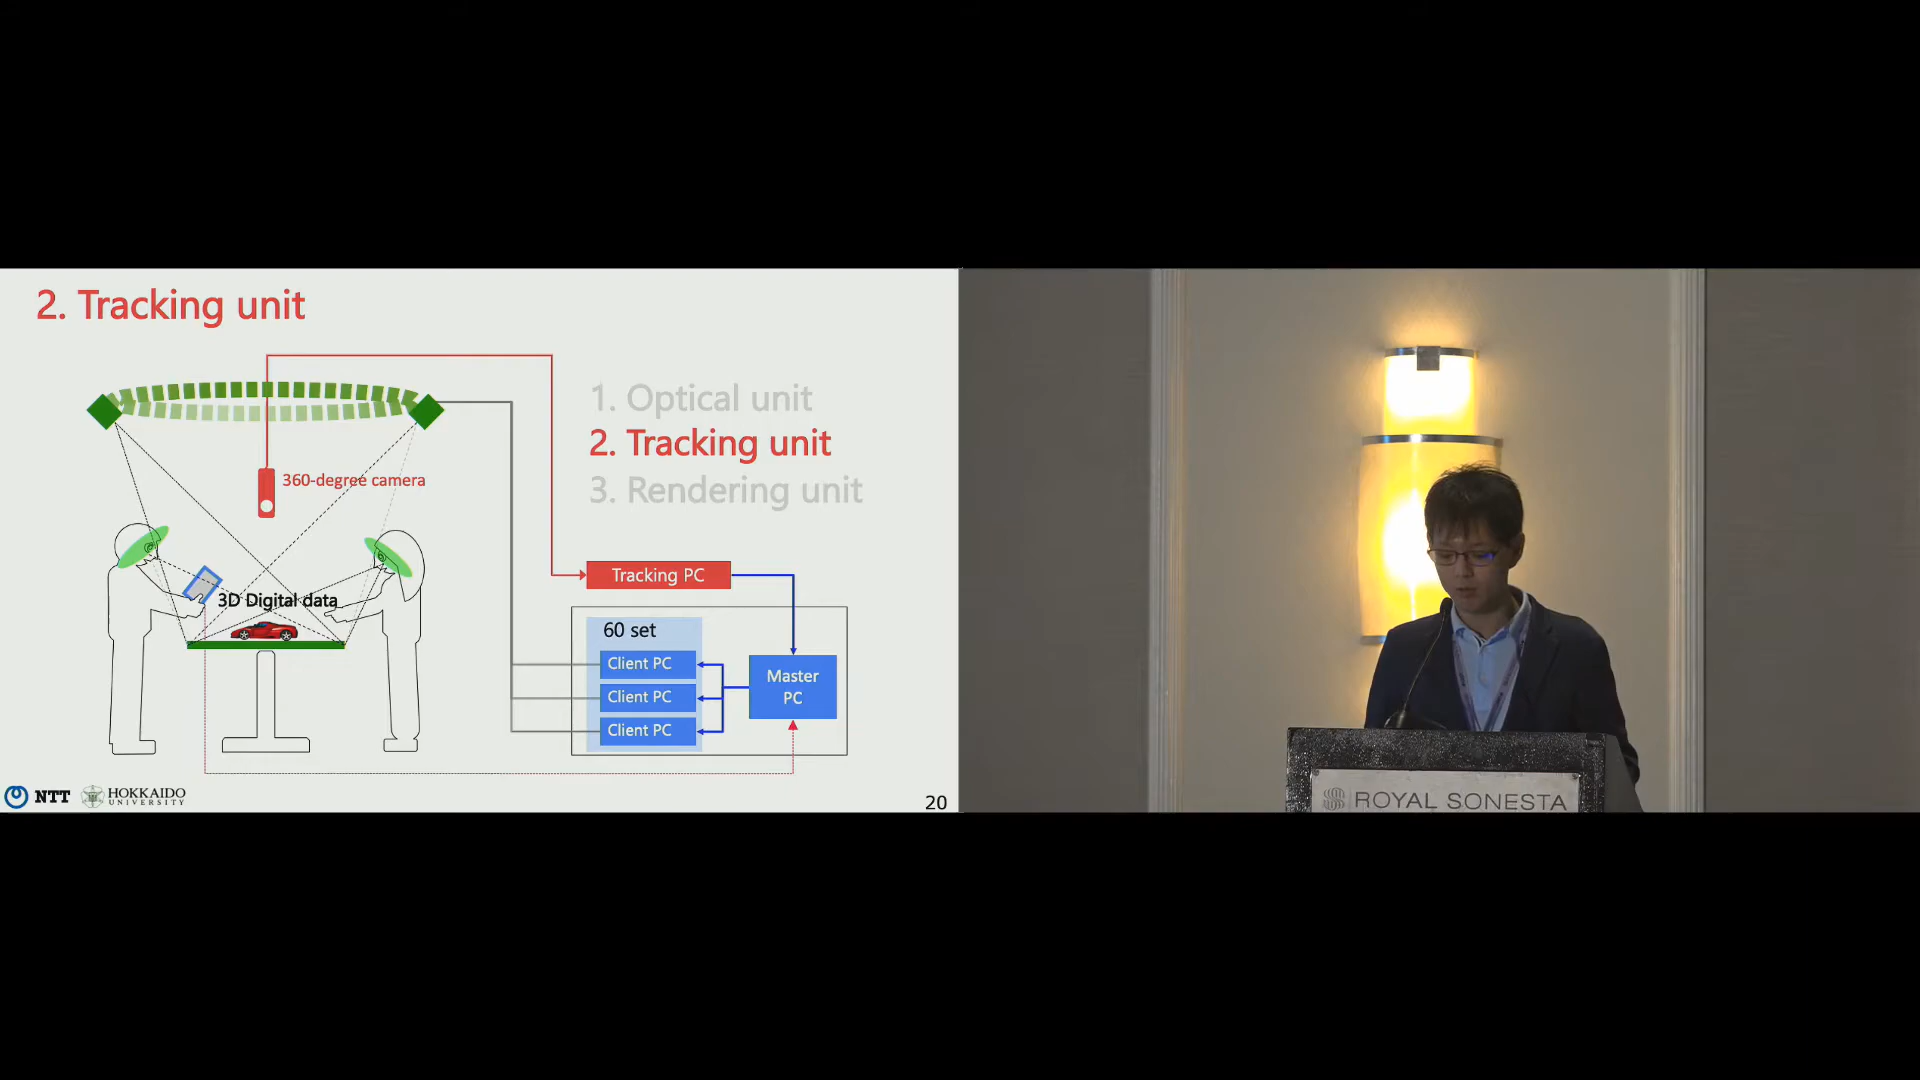 2. Tracking unit
1. Optical unit
2. Tracking unit
3. Rendering unit
360-degree camera
3D Digital data
Tracking PC
60 set
Client PC
Client PC
Client PC
Master
PC
NTT
HOKKAIDO
UNIVERSITY
20
ROYAL SONESTA